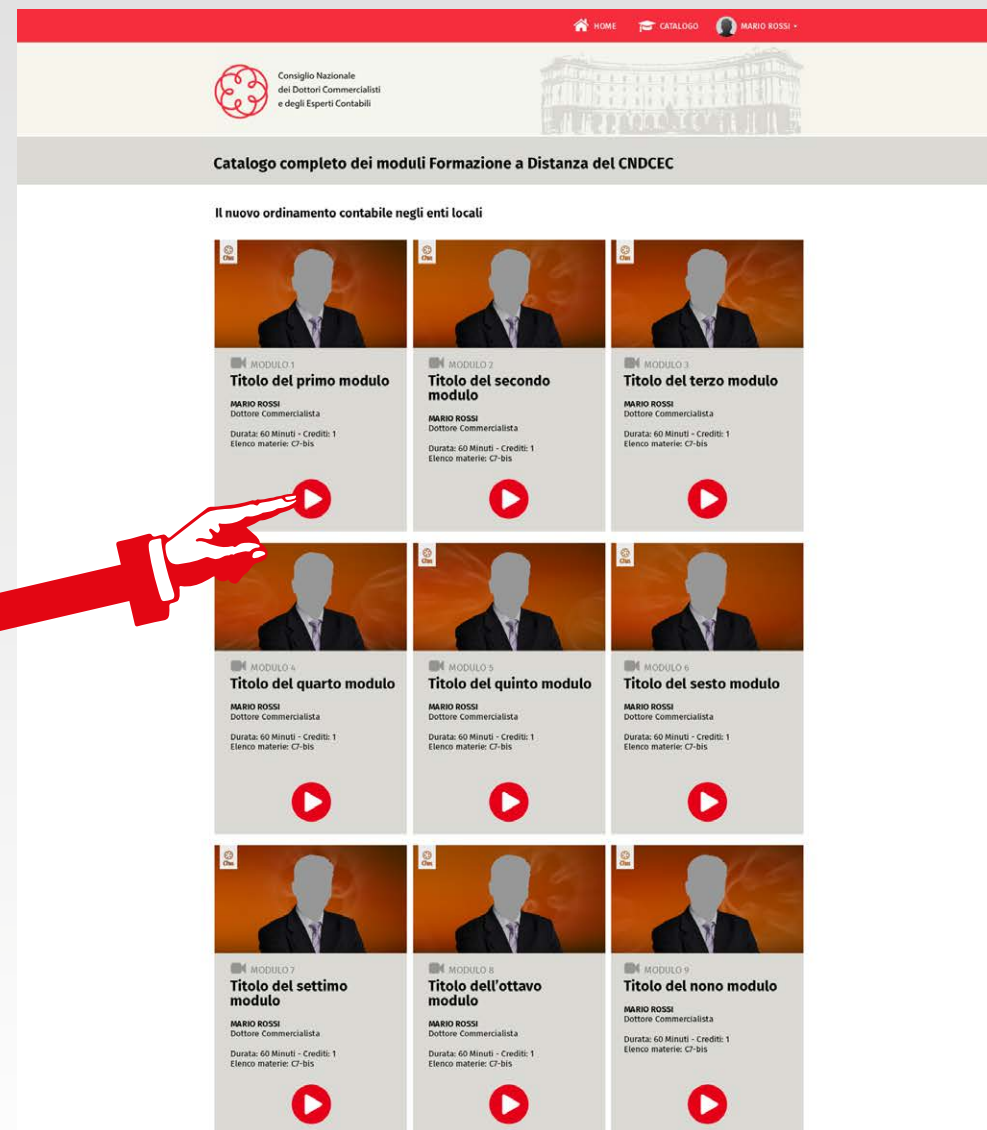 HOME CATALOGO MARIO ROSSI
Consiglio Nazionale
dei Dottori Commercialisti
e degli Esperti Contabili
Catalogo completo dei moduli Formazione a Distanza del CNDCEC
Il nuovo ordinamento contabile negli enti locali
MODULO 1
Titolo del primo modulo
MARIO ROSSI
Dottore Commercialista
Durata: 60 Minuti - Crediti: 1
Elenco materie: C7-bis
MODULO 2
Titolo del secondo
modulo
MARIO ROSSI
Dottore Commercialista
Durata: 60 Minuti - Crediti: 1
Elenco materie: C7-bis
MODULO 3
Titolo del terzo modulo
MARIO ROSSI
Dottore Commercialista
Durata: 60 Minuti - Crediti: 1
Elenco materie: C7-bis
MODULO 4
Titolo del quarto modulo
MARIO ROSSI
Dottore Commercialista
Durata: 60 Minuti - Crediti: 1
Elenco materie: C7-bis
MODULO 5
Titolo del quinto modulo
MARIO ROSSI
Dottore Commercialista
Durata: 60 Minuti - Crediti: 1
Elenco materie: C7-bis
MODULO 6
Titolo del sesto modulo
MARIO ROSSI
Dottore Commercialista
Durata: 60 Minuti - Crediti: 1
Elenco materie: C7-bis
MODULO 7
Titolo del settimo
modulo
MARIO ROSSI
Dottore Commercialista
Durata: 60 Minuti - Crediti: 1
Elenco materie: C7-bis
MODULO 8
Titolo dell'ottavo
modulo
MARIO ROSSI
Dottore Commercialista
Durata: 60 Minuti - Crediti: 1
Elenco materie: C7-bis
MODULO 9
Titolo del nono modulo
MARIO ROSSI
Dottore Commercialista
Durata: 60 Minuti - Crediti: 1
Elenco materie: C7-bis